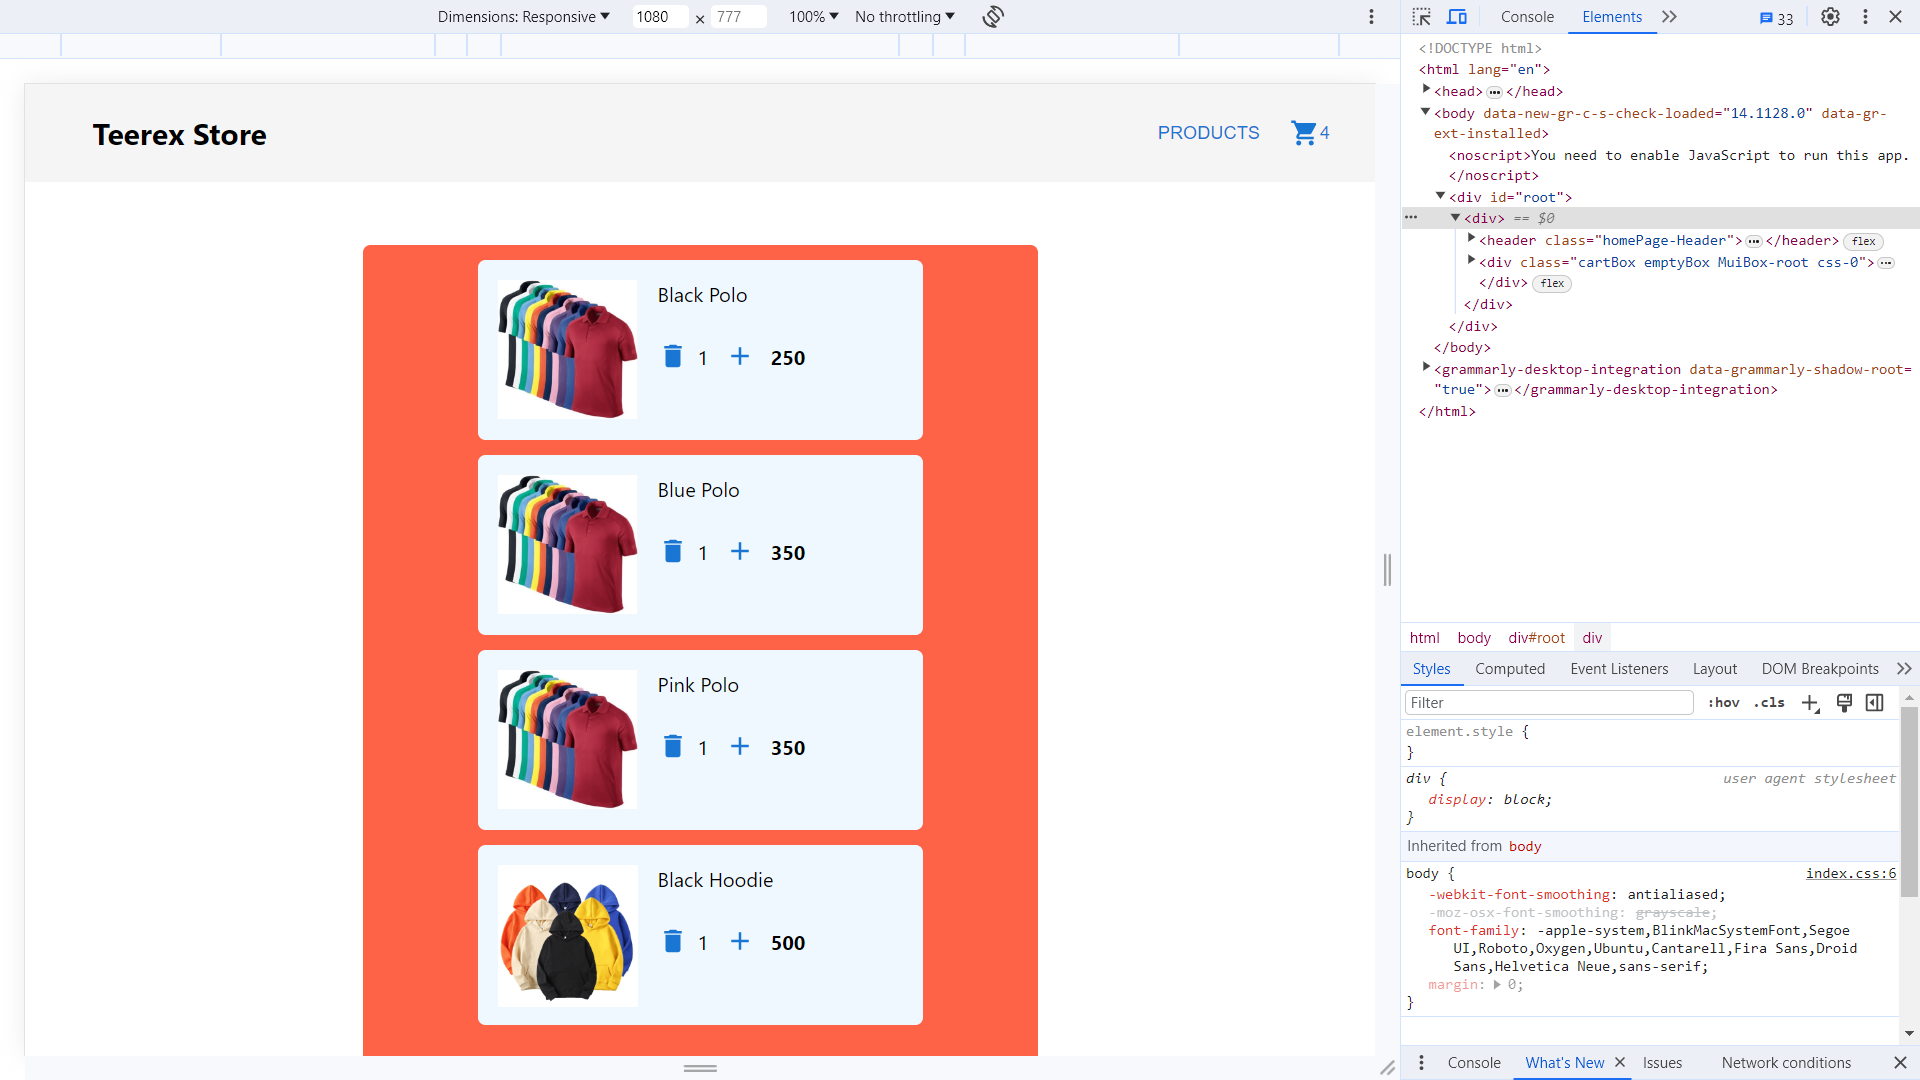 Dimensions: Responsive 1080 × 777 100% No throttling
Teerex Store
PRODUCTS 4
Black Polo
1 250
Blue Polo
1 350
Pink Polo
1 350
Black Hoodie
1 500
Console Elements 33
<!DOCTYPE html>
<html lang="en">
<head> </head>
<body data-new-gr-c-s-check-loaded="14.1128.0" data-gr-
ext-installed>
<noscript>You need to enable JavaScript to run this app.
</noscript>
<div id="root">
<div> == $0
<header class="homePage-Header"> </header> flex
<div class="cartBox emptyBox MuiBox-root css-0">
</div> flex
</div>
</div>
</body>
<grammarly-desktop-integration data-grammarly-shadow-root=
"true"> </grammarly-desktop-integration>
</html>
html body div#root div
Styles Computed Event Listeners Layout DOM Breakpoints
Filter :hov .cls
element.style {
}
div { user agent stylesheet
display: block;
}
Inherited from body
body { index.css:6
-webkit-font-smoothing: antialiased;
-moz-osx-font-smoothing: grayscale;
font-family: -apple-system,BlinkMacSystemFont,Segoe
UI,Roboto,Oxygen,Ubuntu,Cantarell,Fira Sans,Droid
Sans,Helvetica Neue,sans-serif;
margin: 0;
}
Console What's New Issues Network conditions